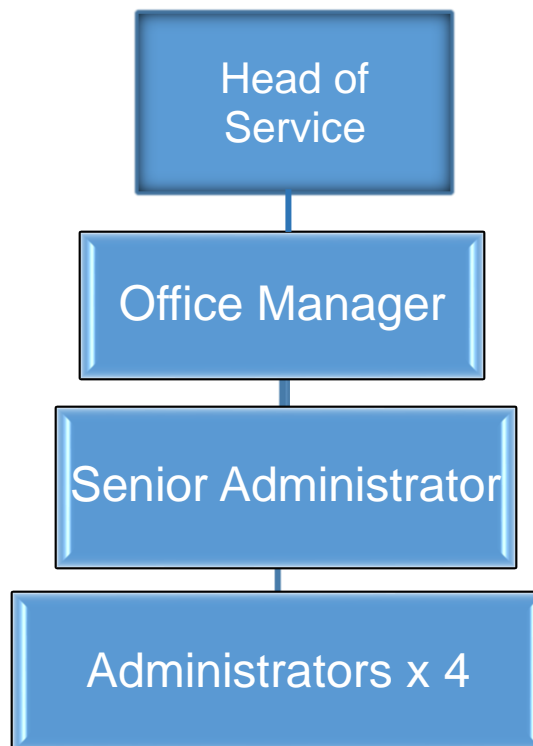 Head of
Service
Office Manager
Senior Administrator
Administrators x 4